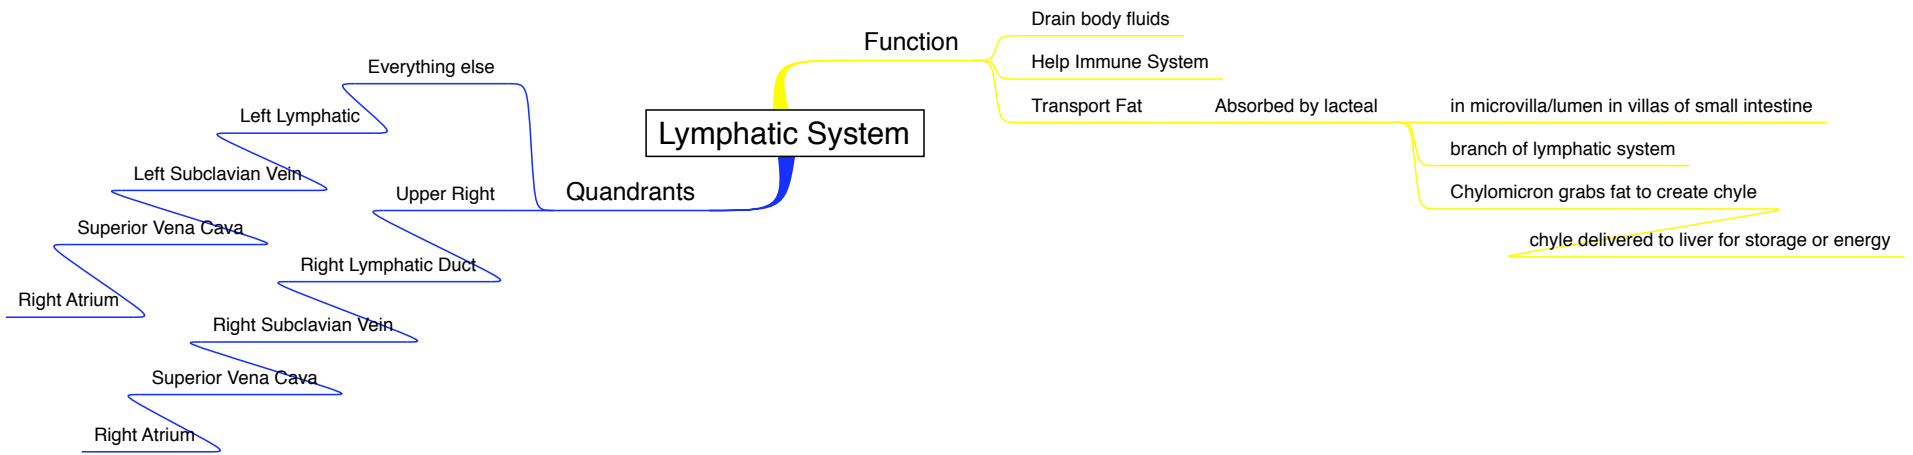 Lymphatic System
Function
Drain body fluids
Help Immune System
Transport Fat
Absorbed by lacteal
in microvilla/lumen in villas of small intestine
branch of lymphatic system
Chylomicron grabs fat to create chyle
chyle delivered to liver for storage or energy
Quandrants
Everything else
Left Lymphatic
Left Subclavian Vein
Superior Vena Cava
Right Atrium
Upper Right
Right Lymphatic Duct
Right Subclavian Vein
Superior Vena Cava
Right Atrium